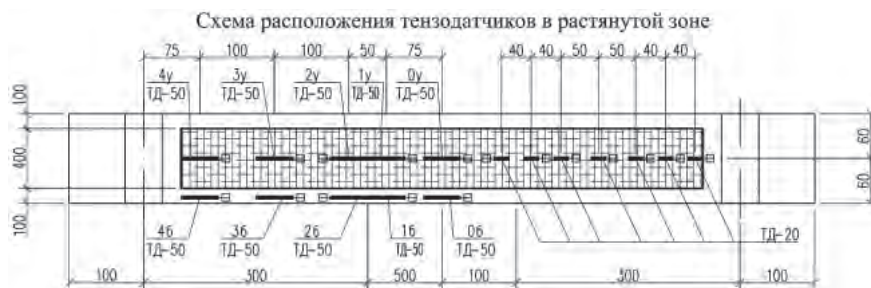 Схема расположения тензодатчиков в растянутой зоне
75 100 100 50 75 40 40 50 50 40 40
4у 3у 2у 1у 0у
ТД-50 ТД-50 ТД-50 ТД-50 ТД-50
100
400
100
60
60
4б 3б 2б 1б 0б
ТД-50 ТД-50 ТД-50 ТД-50 ТД-50
ТД-20
100 300 500 100 300 100